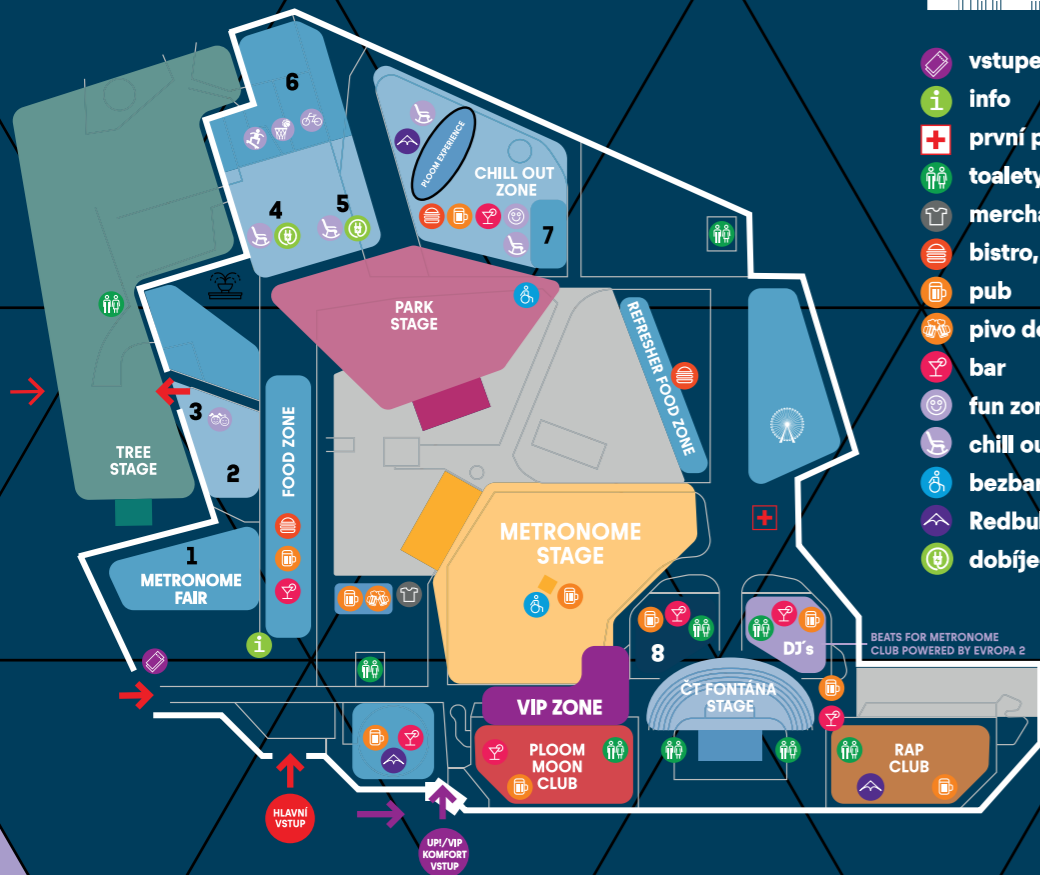 6
4
5
PLOOM EXPERIENCE
CHILL OUT
ZONE
7
PARK
STAGE
REFRESHER FOOD ZONE
3
2
TREE
STAGE
FOOD ZONE
1
METRONOME
FAIR
METRONOME
STAGE
8
DJ´s
BEATS FOR METRONOME
CLUB POWERED BY EVROPA 2
ČT FONTÁNA
STAGE
VIP ZONE
PLOOM
MOON
CLUB
RAP
CLUB
HLAVNÍ
VSTUP
UP!/VIP
KOMFORT
VSTUP
vstupe
info
první p
toalety
mercha
bistro,
pub
pivo do
bar
fun zon
chill ou
bezbar
Redbul
dobíje